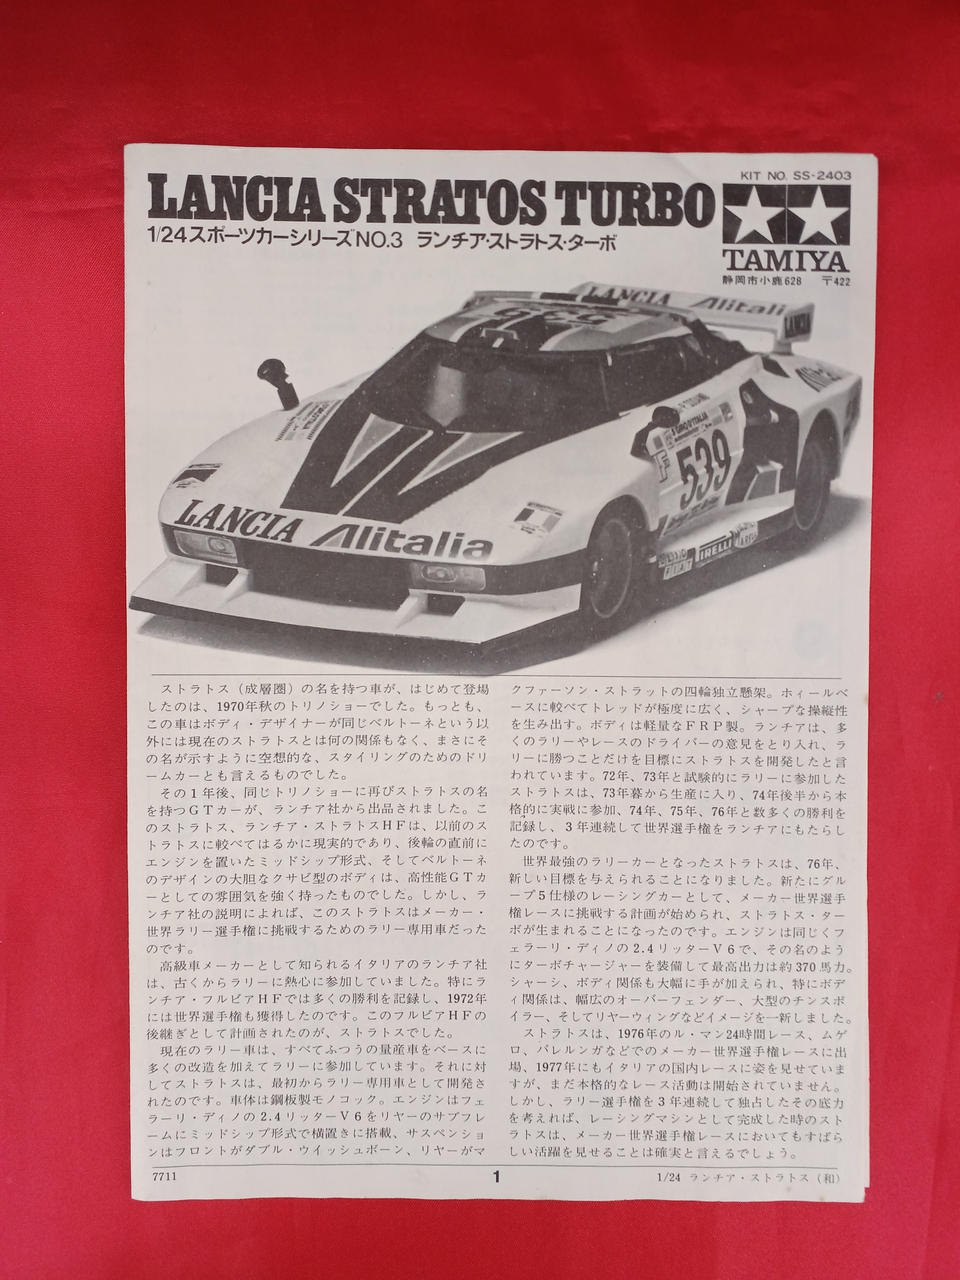 KIT NO. SS-2403
LANCIA STRATOS TURBO
1/24スポーツカーシリーズNO.3 ランチア・ストラトス・ターボ
TAMIYA
静岡市小鹿628 〒422
LANCIA Alitalia
LANCIA
539
539
LANCIA Alitalia
PIRELLI
ストラトス（成層圏）の名を持つ車が、はじめて登場
したのは、1970年秋のトリノショーでした。もっとも、
この車はボディ・デザイナーが同じベルトーネという以
外には現在のストラトスとは何の関係もなく、まさにそ
の名が示すように空想的な、スタイリングのためのドリ
ームカーとも言えるものでした。
その1年後、同じトリノショーに再びストラトスの名
を持つGTカーが、ランチア社から出品されました。こ
のストラトス、ランチア・ストラトスHFは、以前のス
トラトスに較べてはるかに現実的であり、後輪の直前に
エンジンを置いたミッドシップ形式、そしてベルトーネ
のデザインの大胆なクサビ型のボディは、高性能GTカ
ーとしての雰囲気を強く持ったものでした。しかし、ラ
ンチア社の説明によれば、このストラトスはメーカー・
世界ラリー選手権に挑戦するためのラリー専用車だった
のです。
高級車メーカーとして知られるイタリアのランチア社
は、古くからラリーに熱心に参加していました。特にラ
ンチア・フルビアHFでは多くの勝利を記録し、1972年
には世界選手権も獲得したのです。このフルビアHFの
後継ぎとして計画されたのが、ストラトスでした。
現在のラリー車は、すべてふつうの量産車をベースに
多くの改造を加えてラリーに参加しています。それに対
してストラトスは、最初からラリー専用車として開発さ
れたのです。車体は鋼板製モノコック。エンジンはフェ
ラーリ・ディノの2.4リッターV6をリヤーのサブフレ
ームにミッドシップ形式で横置きに搭載、サスペンショ
ンはフロントがダブル・ウイッシュボーン、リヤーがマ
クファーソン・ストラットの四輪独立懸架。ホィールベ
ースに較べてトレッドが極度に広く、シャープな操縦性
を生み出す。ボディは軽量なFRP製。ランチアは、多
くのラリーやレースのドライバーの意見をとり入れ、ラ
リーに勝つことだけを目標にストラトスを開発したと言
われています。72年、73年と試験的にラリーに参加した
ストラトスは、73年暮から生産に入り、74年後半から本
格的に実戦に参加、74年、75年、76年と数多くの勝利を
記録し、3年連続して世界選手権をランチアにもたらし
たのです。
世界最強のラリーカーとなったストラトスは、76年、
新しい目標を与えられることになりました。新たにグル
ープ5仕様のレーシングカーとして、メーカー世界選手
権レースに挑戦する計画が始められ、ストラトス・ター
ボが生まれることになったのです。エンジンは同じくフ
ェラーリ・ディノの2.4リッターV6で、その名のよう
にターボチャージャーを装備して最高出力は約370馬力。
シャーシ、ボディ関係も大幅に手が加えられ、特にボデ
ィ関係は、幅広のオーバーフェンダー、大型のチンスポ
イラー、そしてリヤーウィングなどイメージを一新しました。
ストラトスは、1976年のル・マン24時間レース、ムゲ
ロ、バレルンガなどでのメーカー世界選手権レースに出
場、1977年にもイタリアの国内レースに姿を見せていま
すが、まだ本格的なレース活動は開始されていません。
しかし、ラリー選手権を3年連続して独占したその底力
を考えれば、レーシングマシンとして完成した時のスト
ラトスは、メーカー世界選手権レースにおいてもすばら
しい活躍を見せることは確実と言えるでしょう。
7711
1
1/24 ランチア・ストラトス（和）